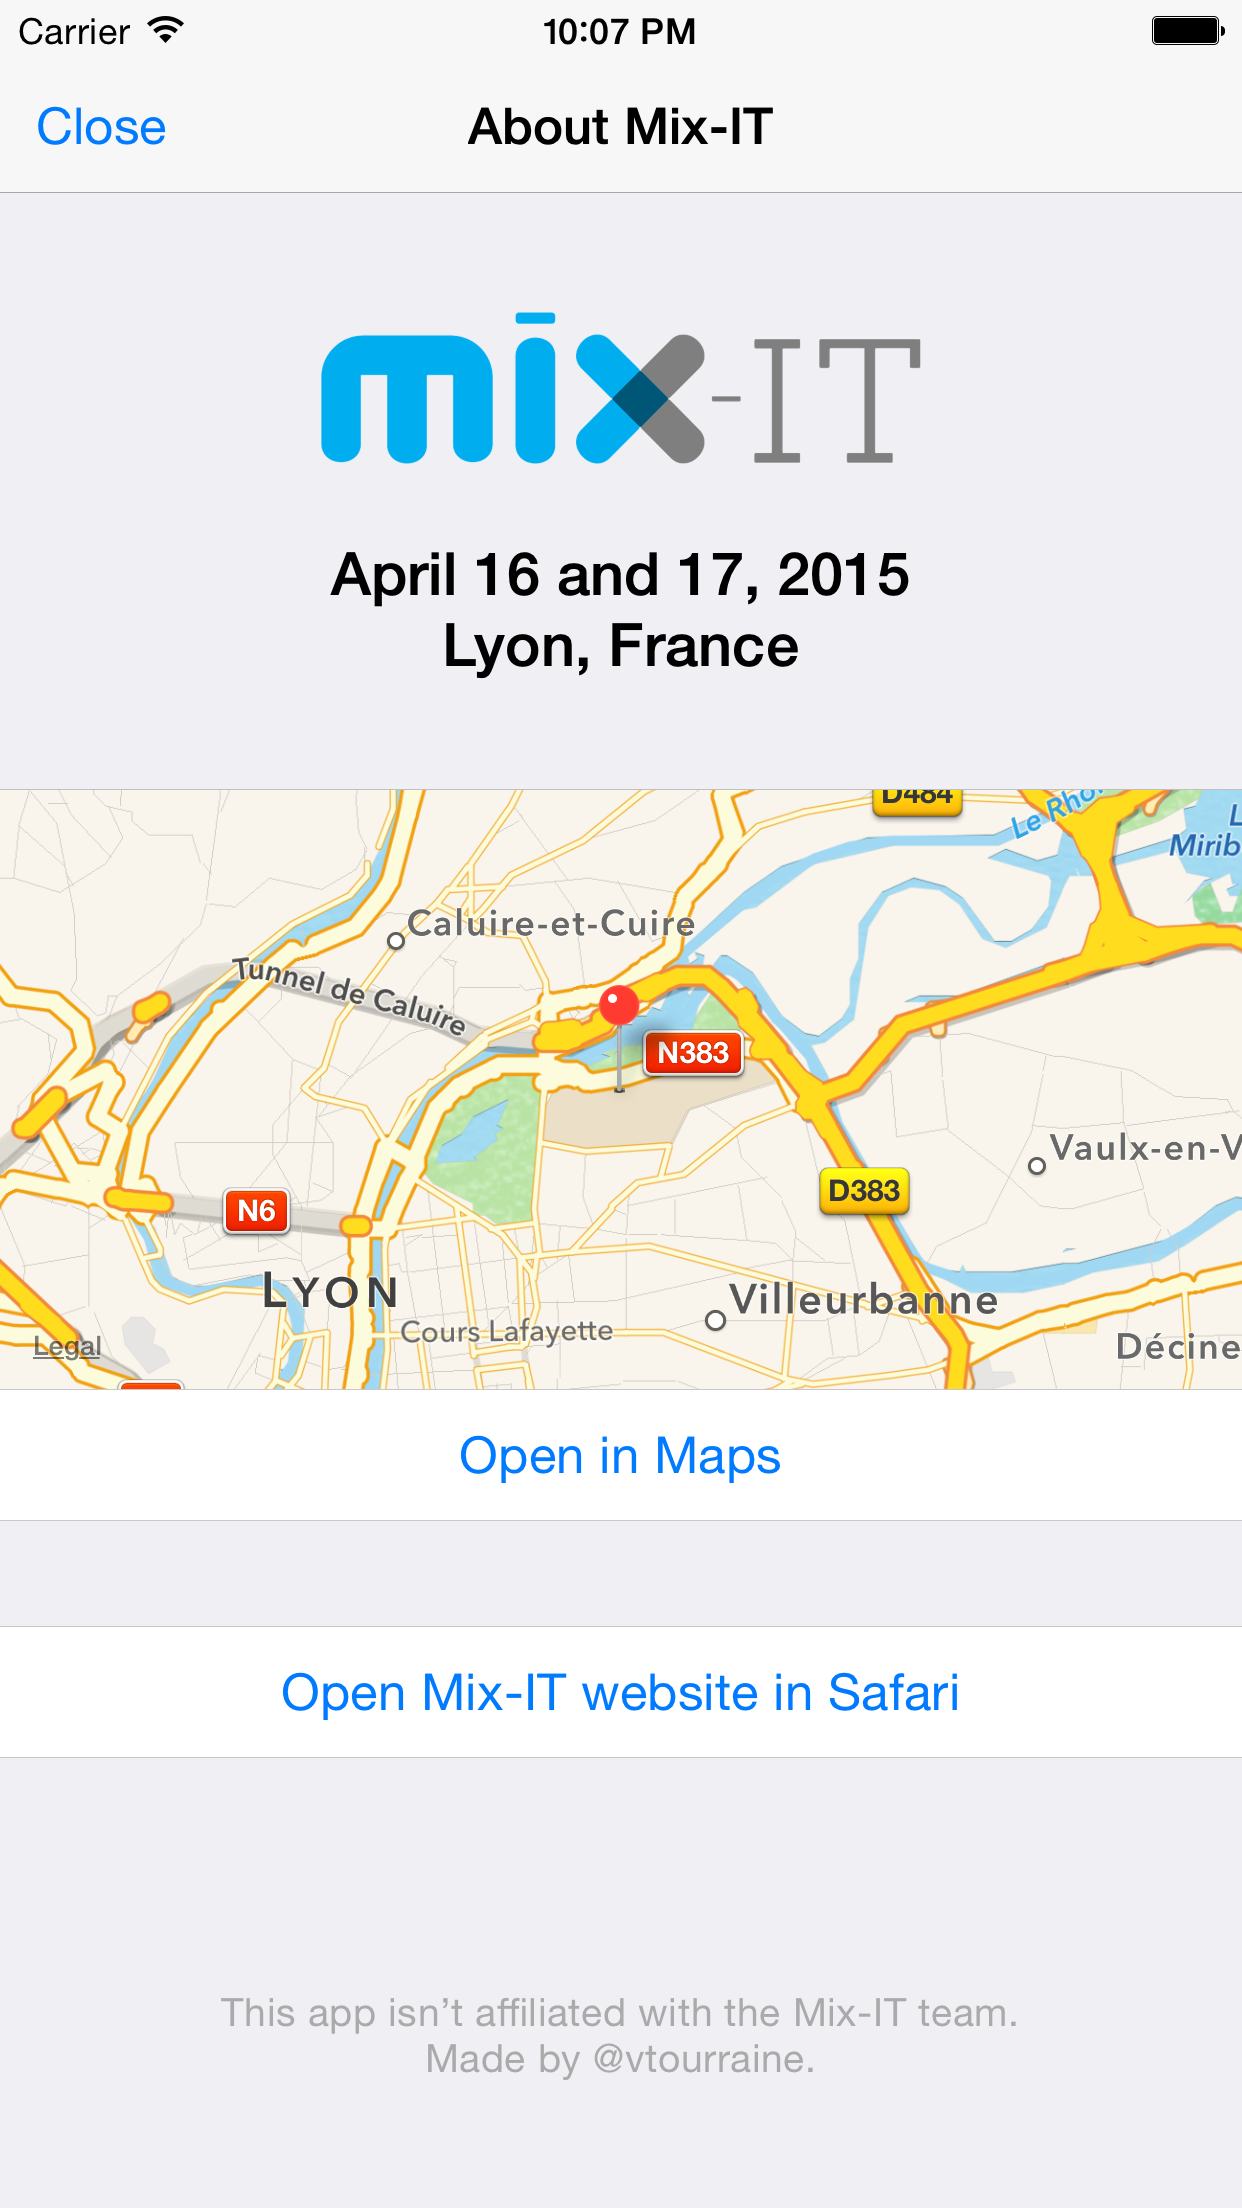 Carrier 10:07 PM
Close About Mix-IT
mix-IT
April 16 and 17, 2015
Lyon, France
D484
Le Rho
Mirib
Caluire-et-Cuire
Tunnel de Caluire
N383
Vaulx-en-V
D383
N6
LYON
Villeurbanne
Cours Lafayette
Legal
Décine
Open in Maps
Open Mix-IT website in Safari
This app isn’t affiliated with the Mix-IT team.
Made by @vtourraine.